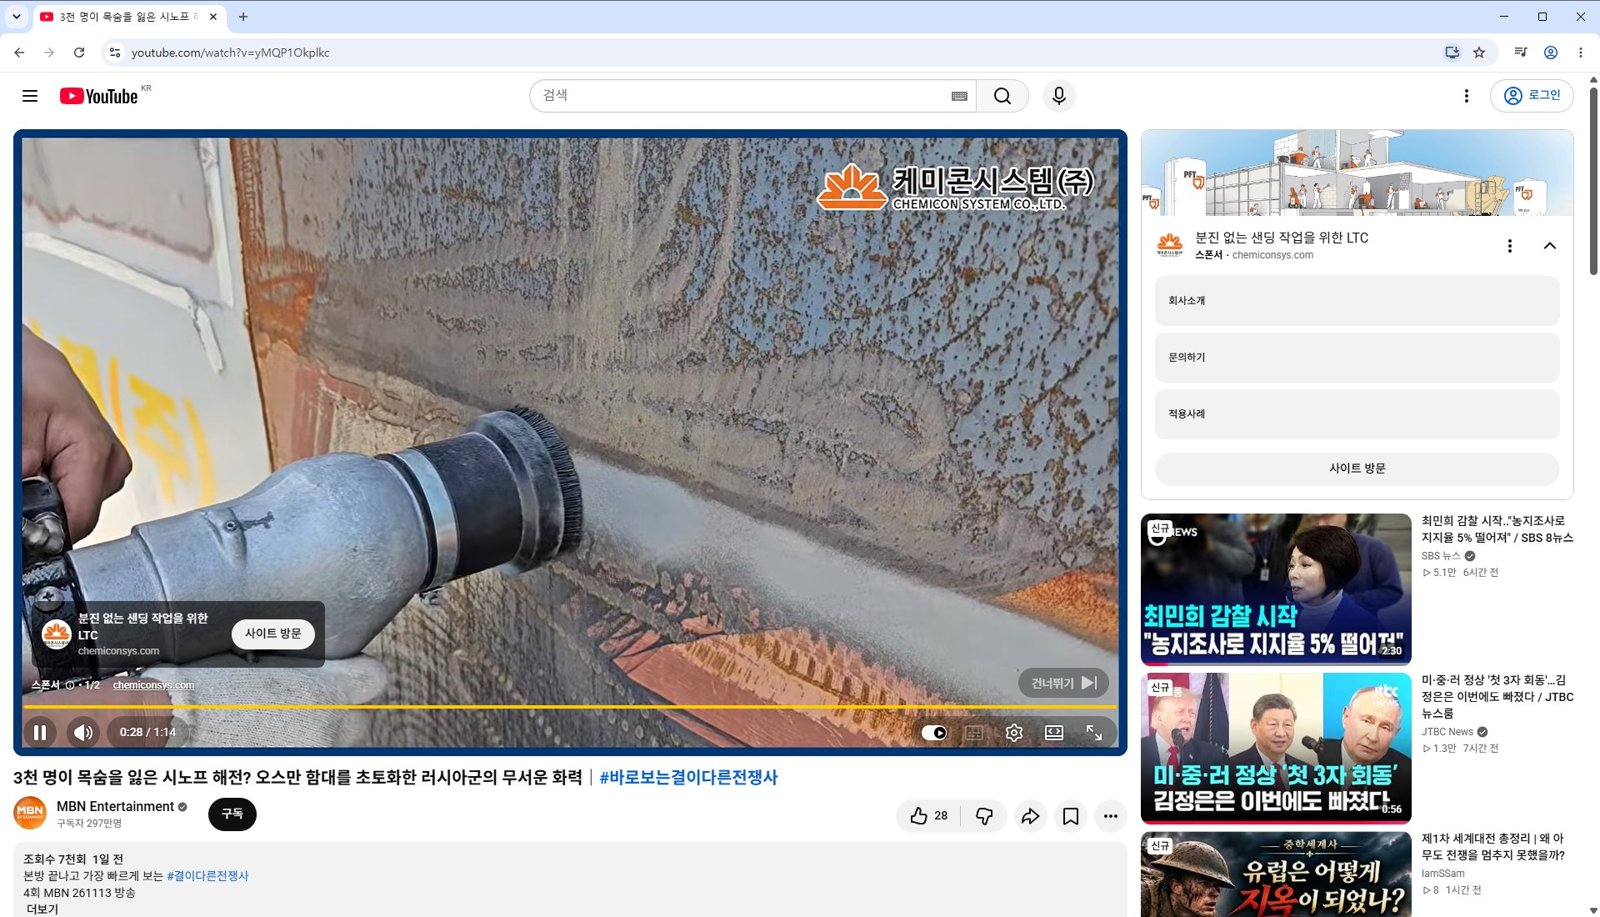 3천 명이 목숨을 잃은 시노프 해
youtube.com/watch?v=yMQP1Okplkc
YouTube KR
검색
로그인
케미콘시스템(주)
CHEMICON SYSTEM CO.,LTD.
분진 없는 샌딩 작업을 위한
LTC
chemiconsys.com
사이트 방문
스폰서 · 1/2 chemiconsys.com
건너뛰기
0:28 / 1:14
3천 명이 목숨을 잃은 시노프 해전? 오스만 함대를 초토화한 러시아군의 무서운 화력│#바로보는결이다른전쟁사
MBN
MBN Entertainment
구독자 297만명
구독
28
조회수 7천회 1일 전
본방 끝나고 가장 빠르게 보는 #결이다른전쟁사
4회 MBN 261113 방송
더보기
PFT
PFT
PFT
분진 없는 샌딩 작업을 위한 LTC
스폰서 · chemiconsys.com
회사소개
문의하기
적용사례
사이트 방문
신규
NEWS
최민희 감찰 시작
"농지조사로 지지율 5% 떨어져"
2:30
최민희 감찰 시작.."농지조사로
지지율 5% 떨어져" / SBS 8뉴스
SBS 뉴스
5.1만 6시간 전
신규
jtbc
news
미·중·러 정상 '첫 3자 회동'
김정은은 이번에도 빠졌다
0:56
미·중·러 정상 '첫 3자 회동'...김
정은은 이번에도 빠졌다 / JTBC
뉴스룸
JTBC News
1.3만 7시간 전
신규
중학세계사
유럽은 어떻게
지옥이 되었나?
제1차 세계대전 총정리 | 왜 아
무도 전쟁을 멈추지 못했을까?
IamSSam
8 1시간 전